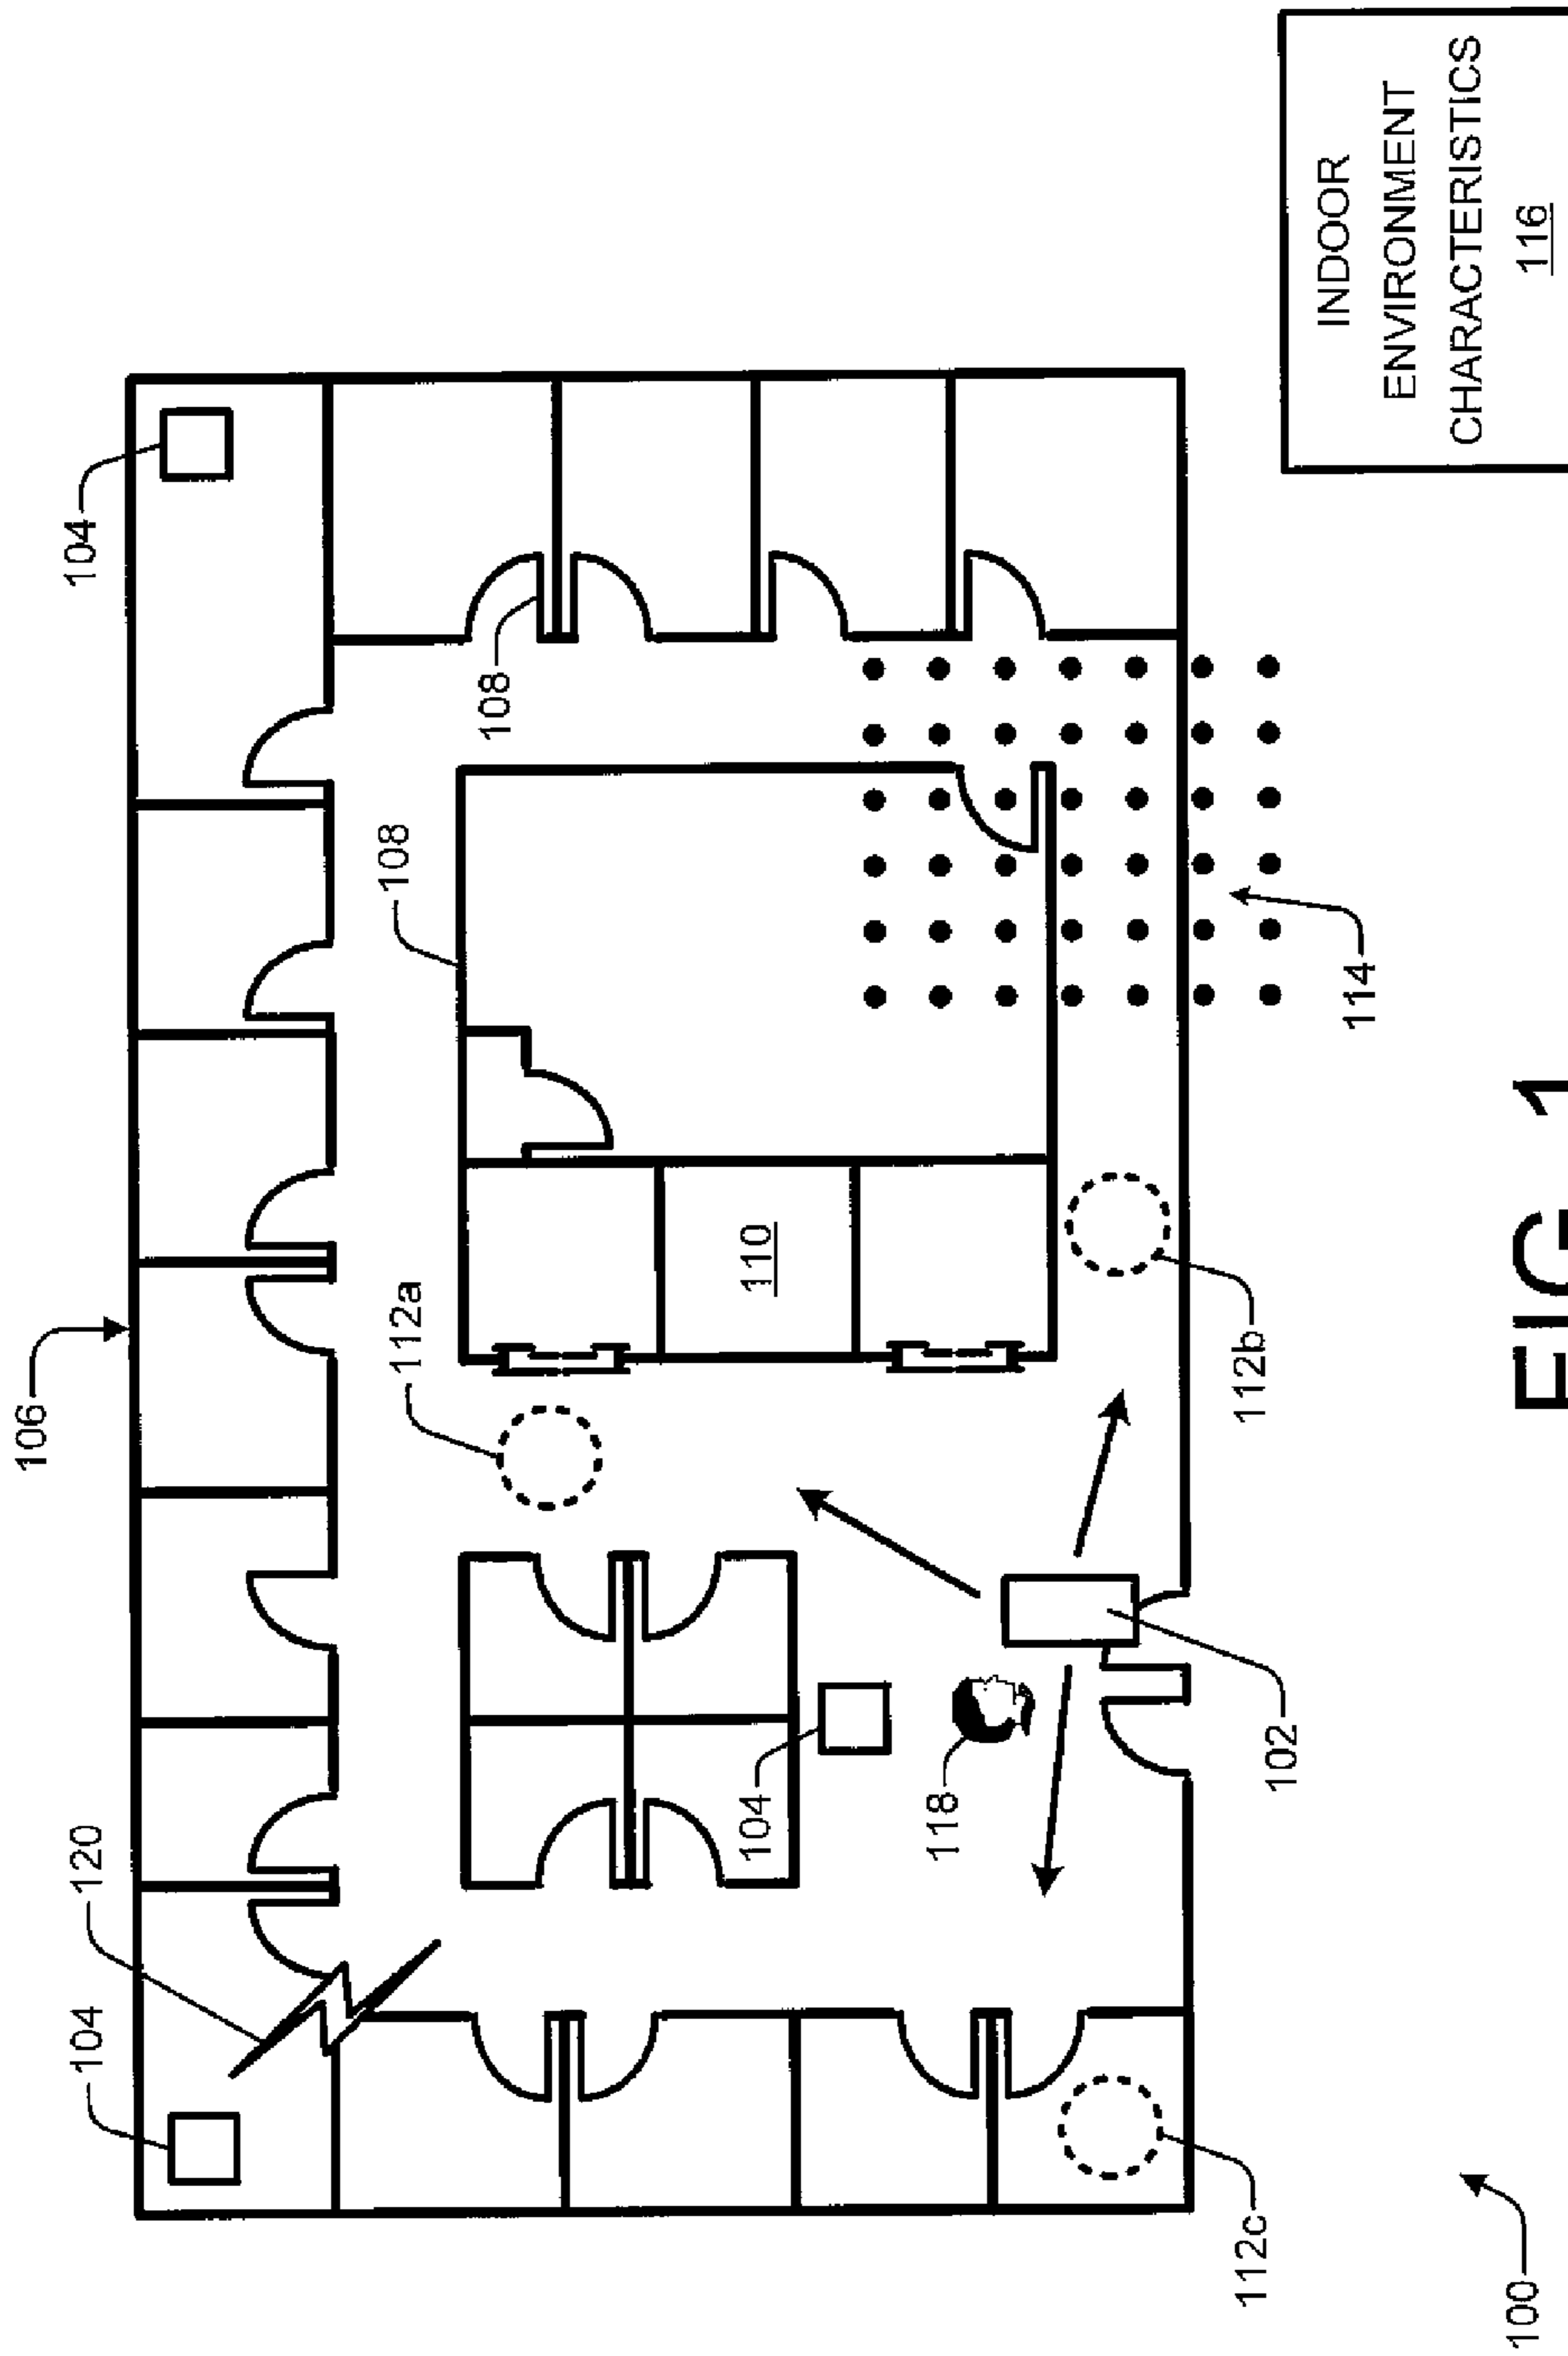 106
104
120
104
112a
108
108
104
110
118
112c
102
112b
114
INDOOR
ENVIRONMENT
CHARACTERISTICS
116
100
FIG 1